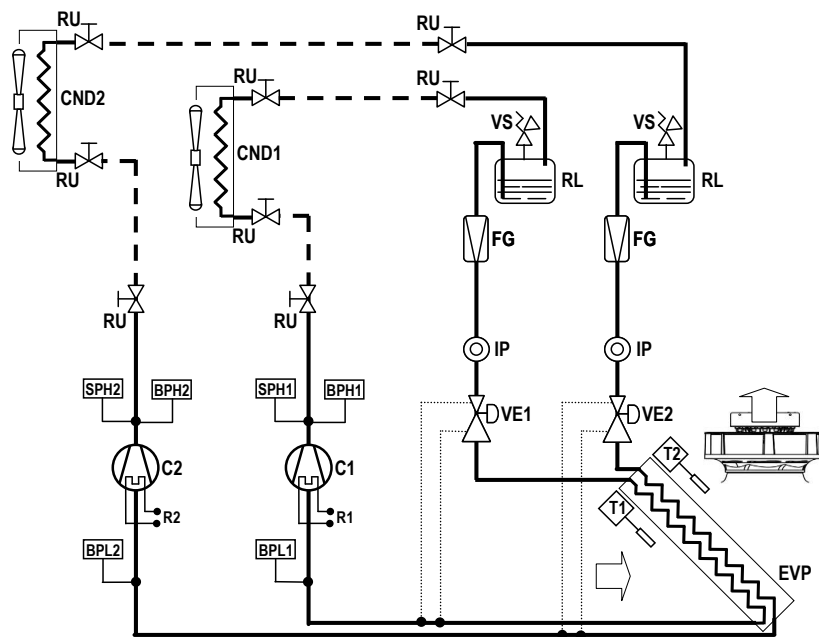 RU
RU
CND2
RU
RU
VS
VS
CND1
RL
RL
RU
RU
FG
FG
RU
RU
IP
IP
SPH2
BPH2
SPH1
BPH1
VE1
VE2
C2
C1
T2
T1
R2
R1
BPL2
BPL1
EVP